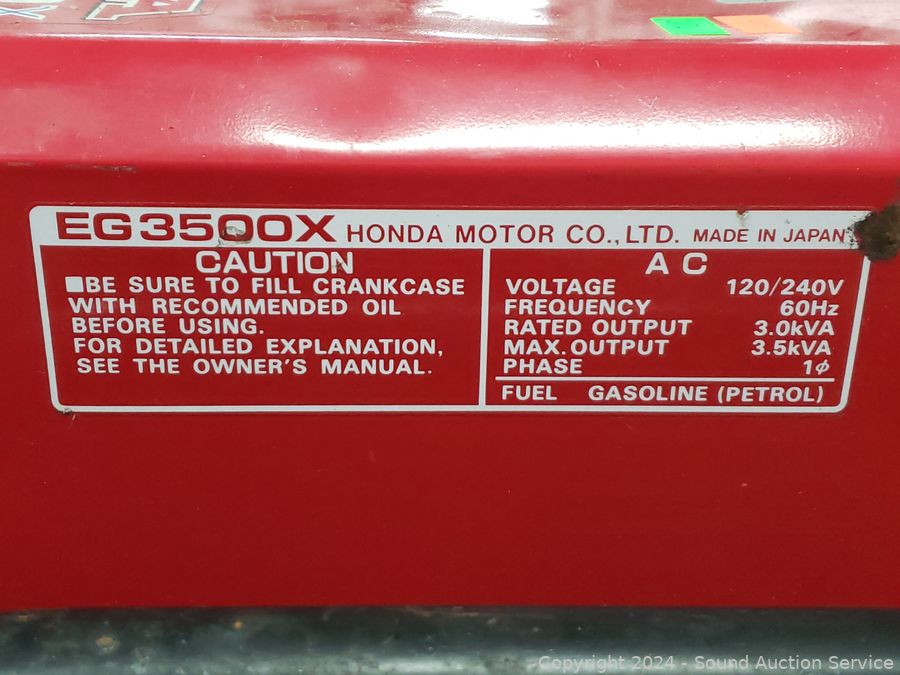 EG3500X HONDA MOTOR CO., LTD. MADE IN JAPAN
CAUTION
■BE SURE TO FILL CRANKCASE
WITH RECOMMENDED OIL
BEFORE USING.
FOR DETAILED EXPLANATION,
SEE THE OWNER'S MANUAL.
AC
VOLTAGE 120/240V
FREQUENCY 60Hz
RATED OUTPUT 3.0kVA
MAX. OUTPUT 3.5kVA
PHASE 1ϕ
FUEL GASOLINE (PETROL)
Copyright 2024 - Sound Auction Service